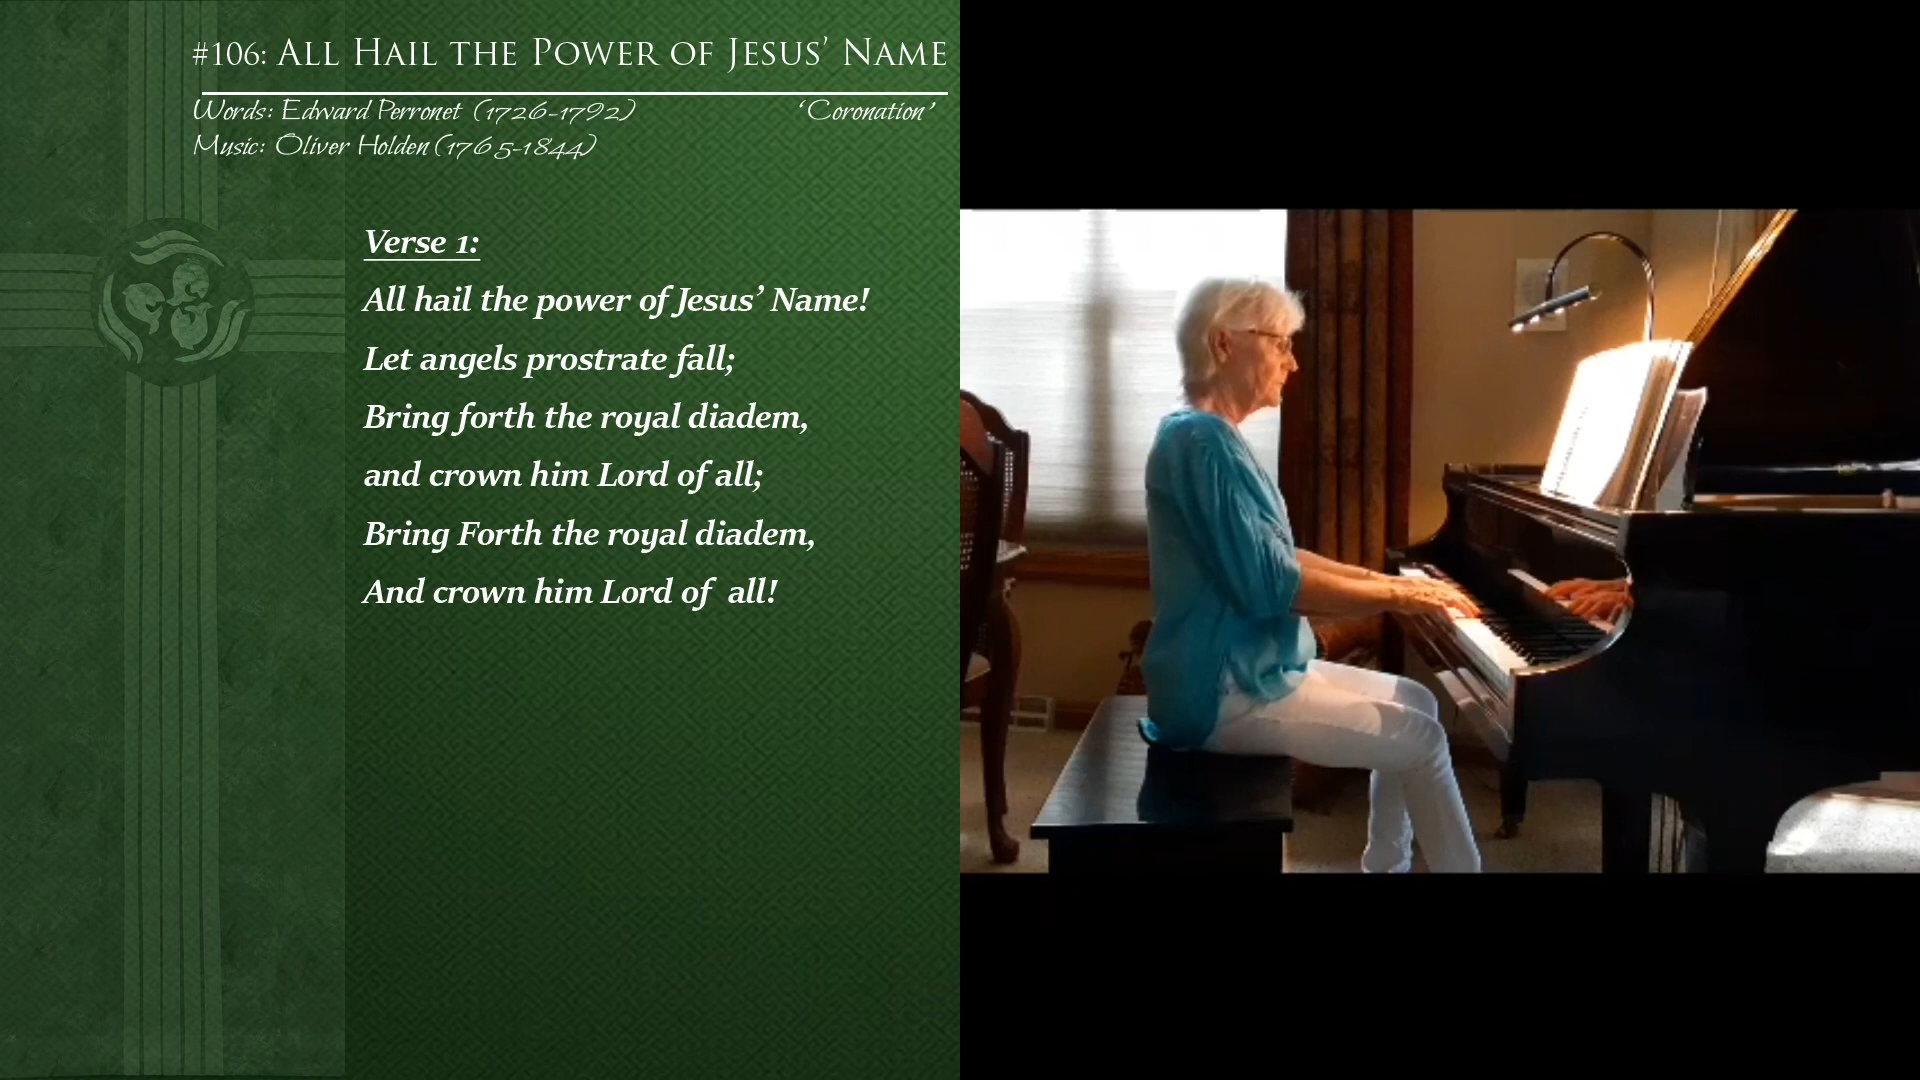 #106: All Hail the Power of Jesus’ Name
Words: Edward Perronet (1726-1792) ‘Coronation’
Music: Oliver Holden (1765-1844)
Verse 1:
All hail the power of Jesus’ Name!
Let angels prostrate fall;
Bring forth the royal diadem,
and crown him Lord of all;
Bring Forth the royal diadem,
And crown him Lord of all!